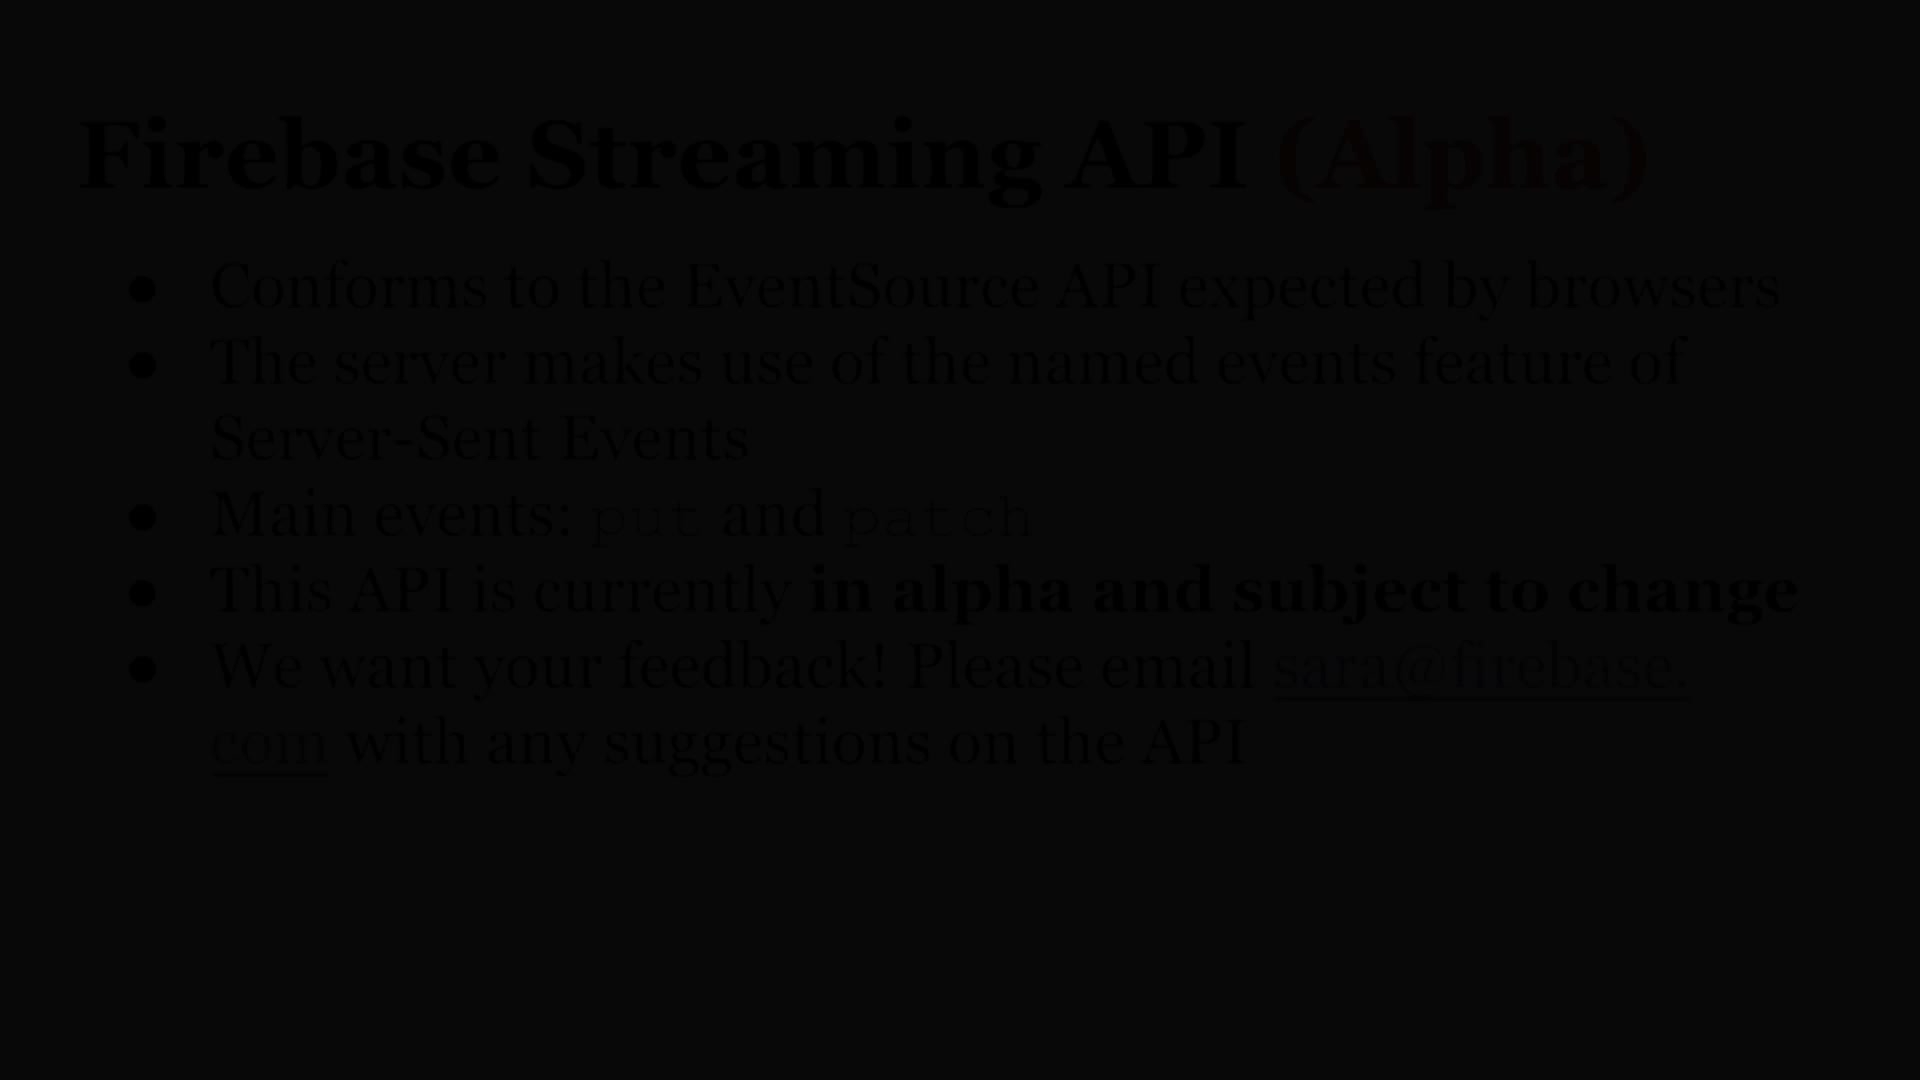 Firebase Streaming API (Alpha)
● Conforms to the EventSource API expected by browsers
● The server makes use of the named events feature of
Server-Sent Events
● Main events: put and patch
● This API is currently in alpha and subject to change
● We want your feedback! Please email sara@firebase.
com with any suggestions on the API